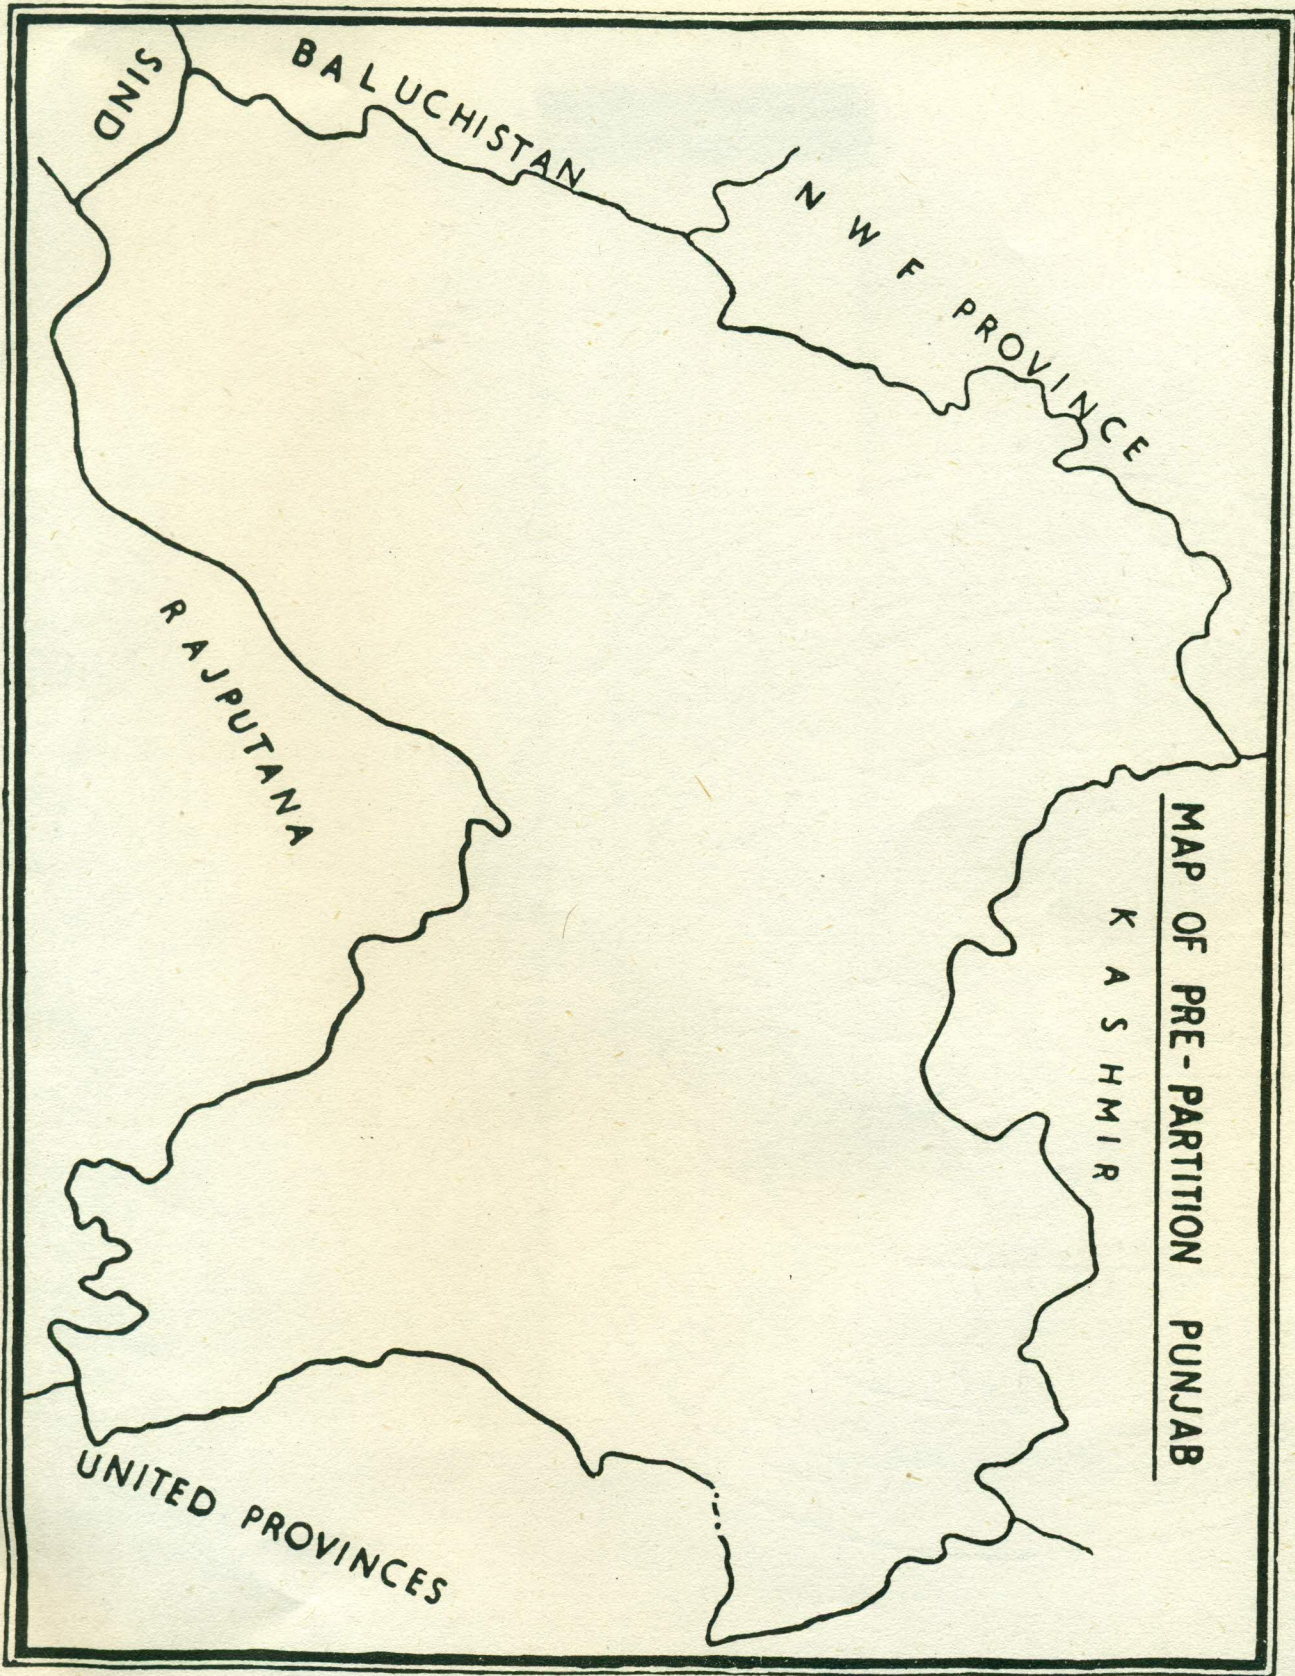 MAP OF PRE-PARTITION PUNJAB
N W F PROVINCE
KASHMIR
BALUCHISTAN
SIND
RAJPUTANA
UNITED PROVINCES